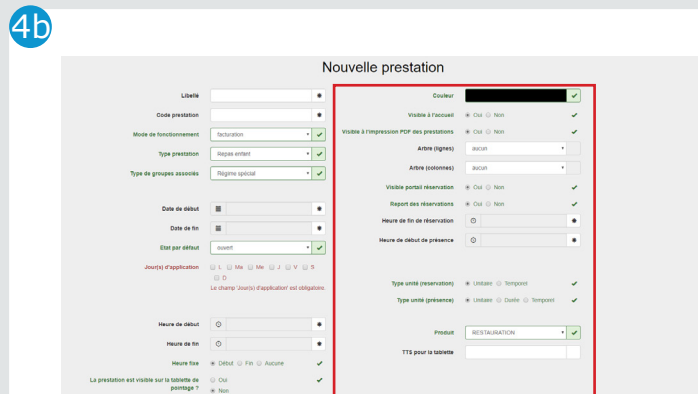 4b
Nouvelle prestation
Libellé
Code prestation
Mode de fonctionnement facturation
Type prestation Repas enfant
Type de groupes associés Régime spécial
Date de début
Date de fin
Etat par défaut ouvert
Jour(s) d'application L Ma Me J V S
D
Le champ 'Jour(s) d'application' est obligatoire.
Heure de début
Heure de fin
Heure fixe Début Fin Aucune
La prestation est visible sur la tablette de pointage ? Oui
Non
Couleur
Visible à l'accueil Oui Non
Visible à l'impression PDF des prestations Oui Non
Arbre (lignes) aucun
Arbre (colonnes) aucun
Visible portail réservation Oui Non
Report des réservations Oui Non
Heure de fin de réservation
Heure de début de présence
Type unité (reservation) Unitaire Temporel
Type unité (présence) Unitaire Durée Temporel
Produit RESTAURATION
TTS pour la tablette